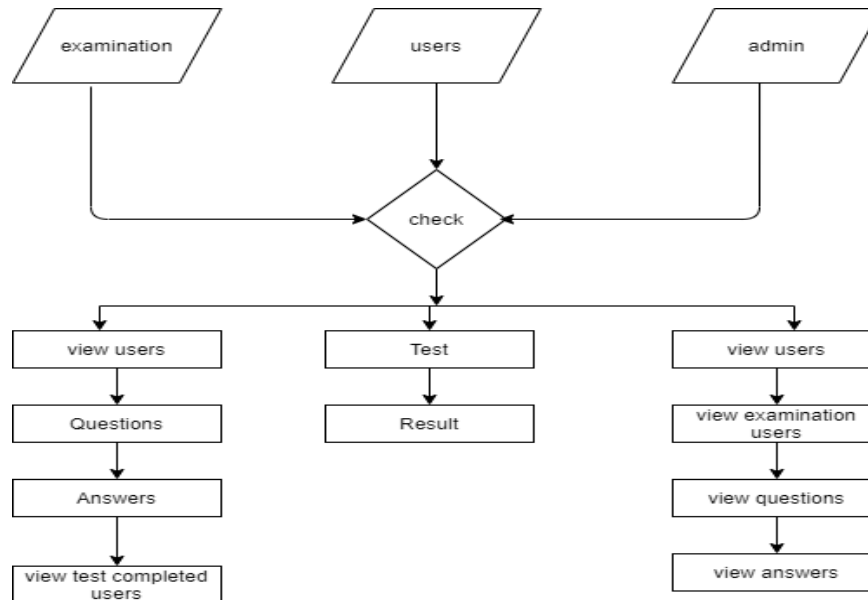 examination
users
admin
check
view users
Test
view users
Questions
Result
view examination
users
Answers
view questions
view test completed
users
view answers